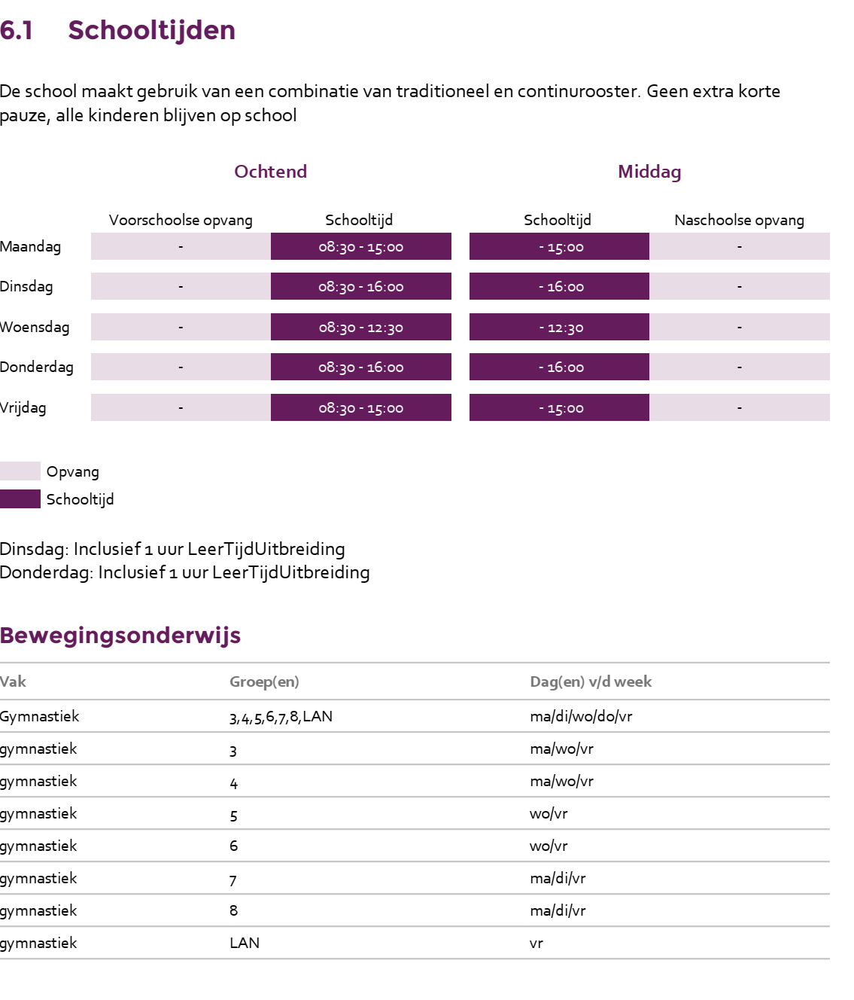 6.1 Schooltijden
De school maakt gebruik van een combinatie van traditioneel en continurooster. Geen extra korte
pauze, alle kinderen blijven op school
Ochtend Middag
Voorschoolse opvang Schooltijd Schooltijd Naschoolse opvang
Maandag - 08:30 - 15:00 - 15:00 -
Dinsdag - 08:30 - 16:00 - 16:00 -
Woensdag - 08:30 - 12:30 - 12:30 -
Donderdag - 08:30 - 16:00 - 16:00 -
Vrijdag - 08:30 - 15:00 - 15:00 -
Opvang
Schooltijd
Dinsdag: Inclusief 1 uur LeerTijdUitbreiding
Donderdag: Inclusief 1 uur LeerTijdUitbreiding
Bewegingsonderwijs
Vak Groep(en) Dag(en) v/d week
Gymnastiek 3,4,5,6,7,8,LAN ma/di/wo/do/vr
gymnastiek 3 ma/wo/vr
gymnastiek 4 ma/wo/vr
gymnastiek 5 wo/vr
gymnastiek 6 wo/vr
gymnastiek 7 ma/di/vr
gymnastiek 8 ma/di/vr
gymnastiek LAN vr